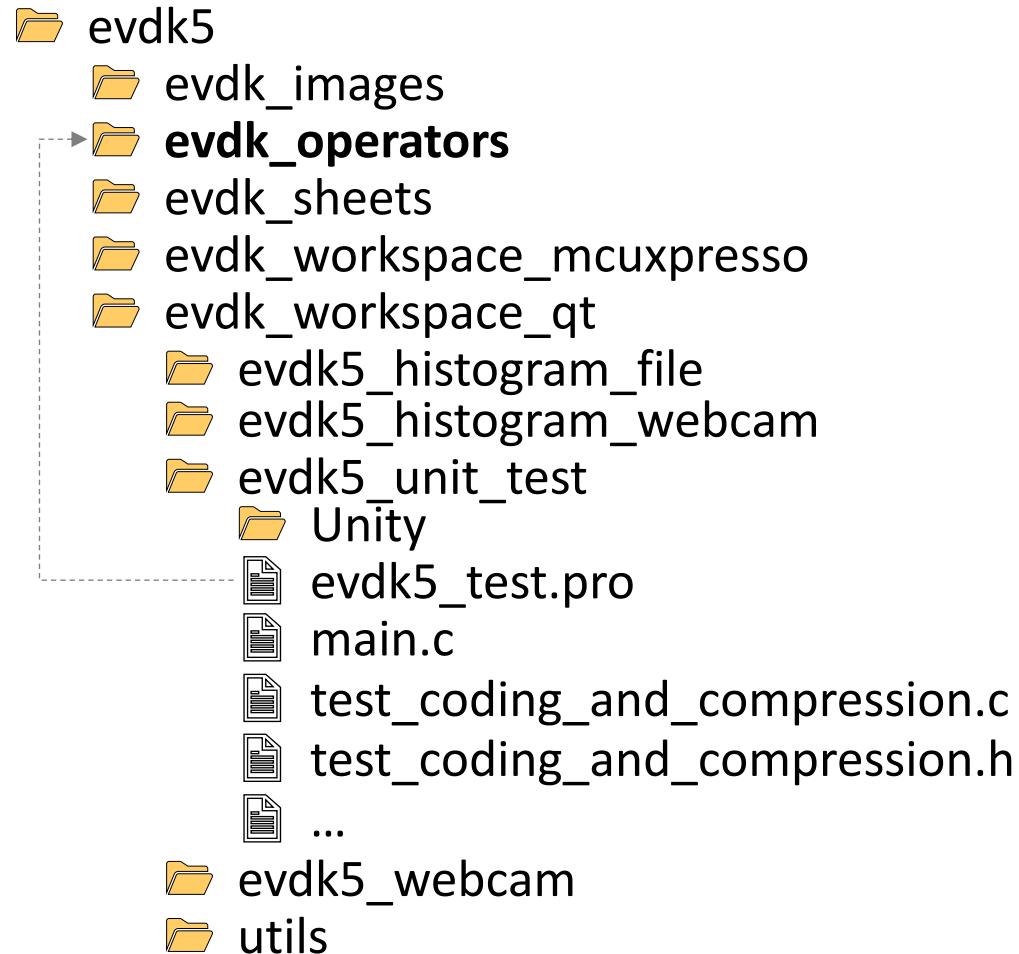 evdk5
evdk_images
evdk_operators
evdk_sheets
evdk_workspace_mcuxpresso
evdk_workspace_qt
evdk5_histogram_file
evdk5_histogram_webcam
evdk5_unit_test
Unity
evdk5_test.pro
main.c
test_coding_and_compression.c
test_coding_and_compression.h
...
evdk5_webcam
utils